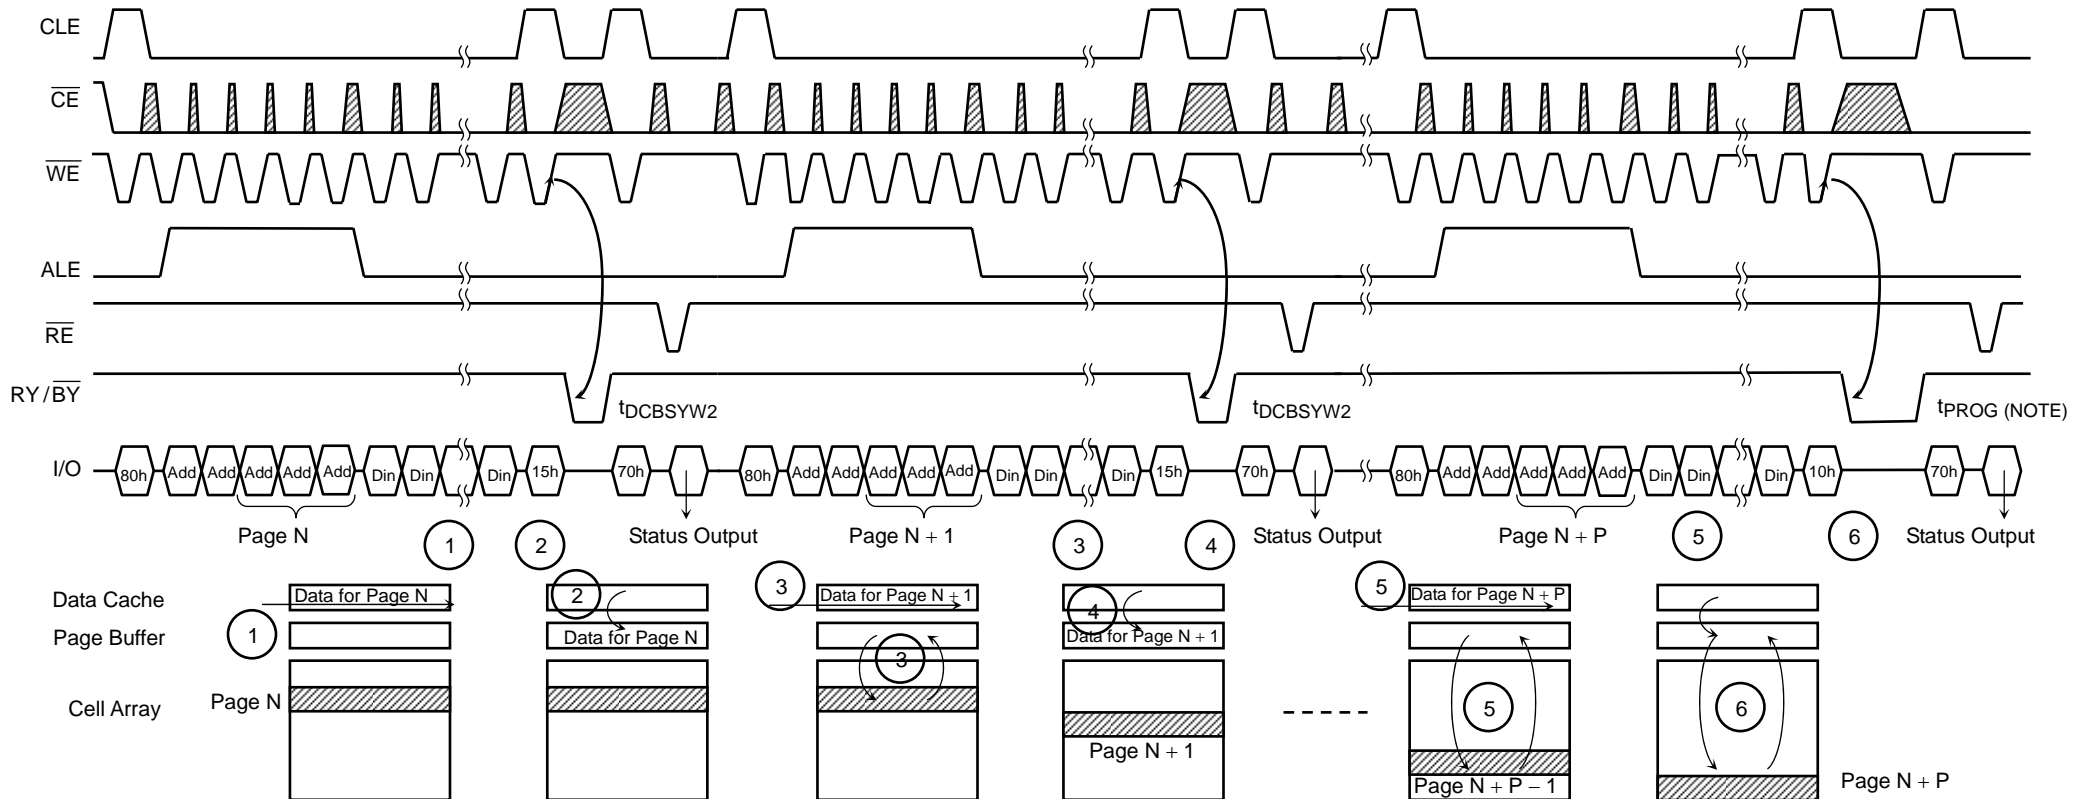 CLE
CE
WE
ALE
RE
RY/BY
tDCBSYW2 tDCBSYW2 tPROG (NOTE)
I/O 80h Add Add Add Add Add Din Din Din 15h 70h 80h Add Add Add Add Add Din Din Din 15h 70h 80h Add Add Add Add Add Din Din Din 10h 70h
Page N Status Output Page N + 1 Status Output Page N + P Status Output
1 2 3 4 5 6
Data Cache Data for Page N 2 3 Data for Page N + 1 4 5 Data for Page N + P
Page Buffer 1 Data for Page N 3 Data for Page N + 1
Cell Array Page N Page N + 1 5 Page N + P − 1 6 Page N + P